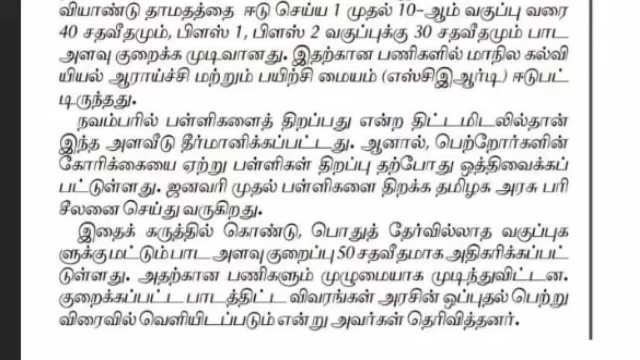 வியாண்டு தாமதத்தை ஈடு செய்ய 1 முதல் 10-ஆம் வகுப்பு வரை
40 சதவீதமும், பிளஸ் 1, பிளஸ் 2 வகுப்புக்கு 30 சதவீதமும் பாட
அளவு குறைக்க முடிவானது. இதற்கான பணிகளில் மாநில கல்வி
யியல் ஆராய்ச்சி மற்றும் பயிற்சி மையம் (எஸ்சிஇஆர்டி) ஈடுபட்
டிருந்தது.
நவம்பரில் பள்ளிகளைத் திறப்பது என்ற திட்டமிடலில்தான்
இந்த அளவீடு தீர்மானிக்கப்பட்டது. ஆனால், பெற்றோர்களின்
கோரிக்கையை ஏற்று பள்ளிகள் திறப்பு தற்போது ஒத்திவைக்கப்
பட்டுள்ளது. ஜனவரி முதல் பள்ளிகளை திறக்க தமிழக அரசு பரி
சீலனை செய்து வருகிறது.
இதைக் கருத்தில் கொண்டு, பொதுத் தேர்வில்லாத வகுப்புக
ளுக்கு மட்டும் பாட அளவு குறைப்பு 50 சதவீதமாக அதிகரிக்கப்பட்
டுள்ளது. அதற்கான பணிகளும் முழுமையாக முடிந்துவிட்டன.
குறைக்கப்பட்ட பாடத்திட்ட விவரங்கள் அரசின் ஒப்புதல் பெற்று
விரைவில் வெளியிடப்படும் என்று அவர்கள் தெரிவித்தனர்.